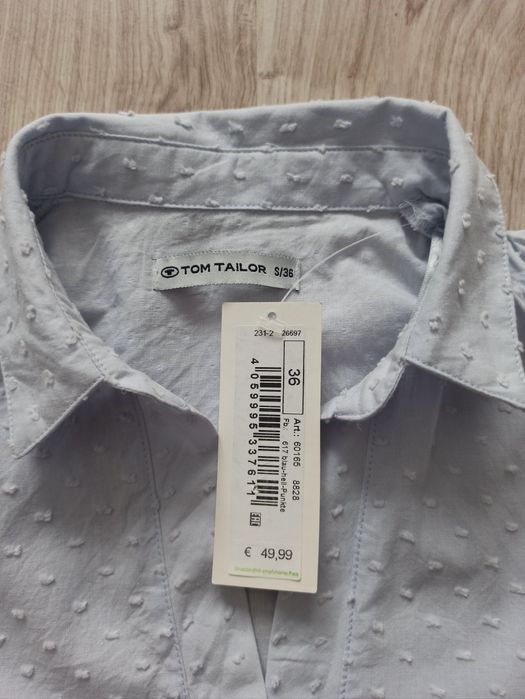 TOM TAILOR S/36
231-2 26697
36
Art.: 60165 8828
Fb.: 617 blau-hell-Punkte
4 059995 337611
EAC
€ 49,99